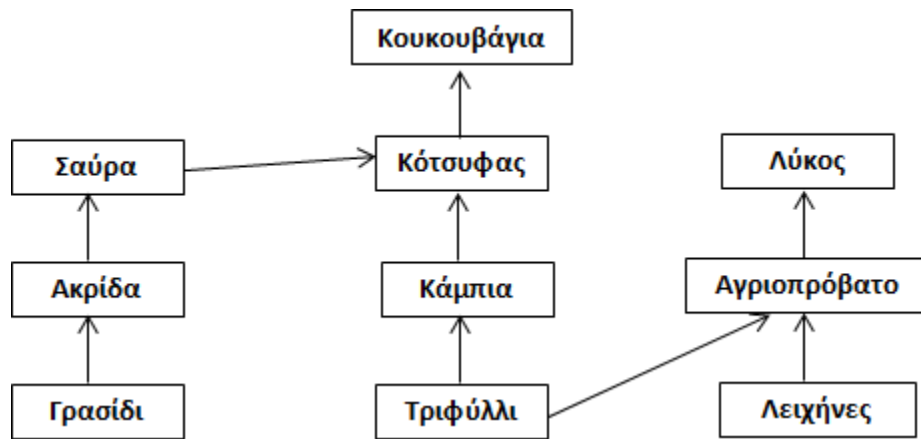 Κουκουβάγια
Σαύρα
Κότσυφας
Λύκος
Ακρίδα
Κάμπια
Αγριοπρόβατο
Γρασίδι
Τριφύλλι
Λειχήνες